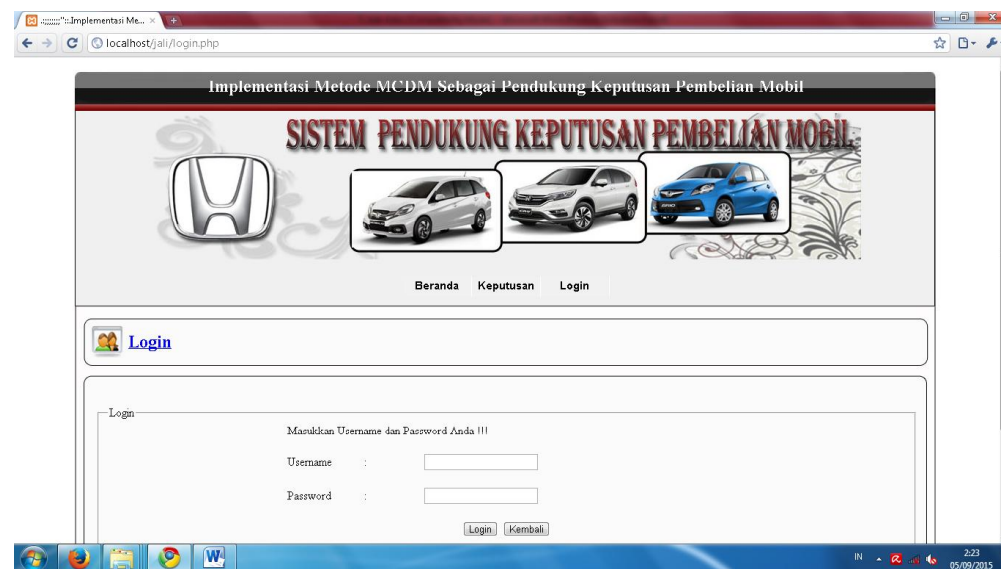 .:;;;;;;"::.Implementasi Me...
localhost/jali/login.php
Implementasi Metode MCDM Sebagai Pendukung Keputusan Pembelian Mobil
SISTEM PENDUKUNG KEPUTUSAN PEMBELIAN MOBIL
Beranda Keputusan Login
Login
Login
Masukkan Username dan Password Anda !!!
Username :
Password :
Login Kembali
IN
2:23
05/09/2015